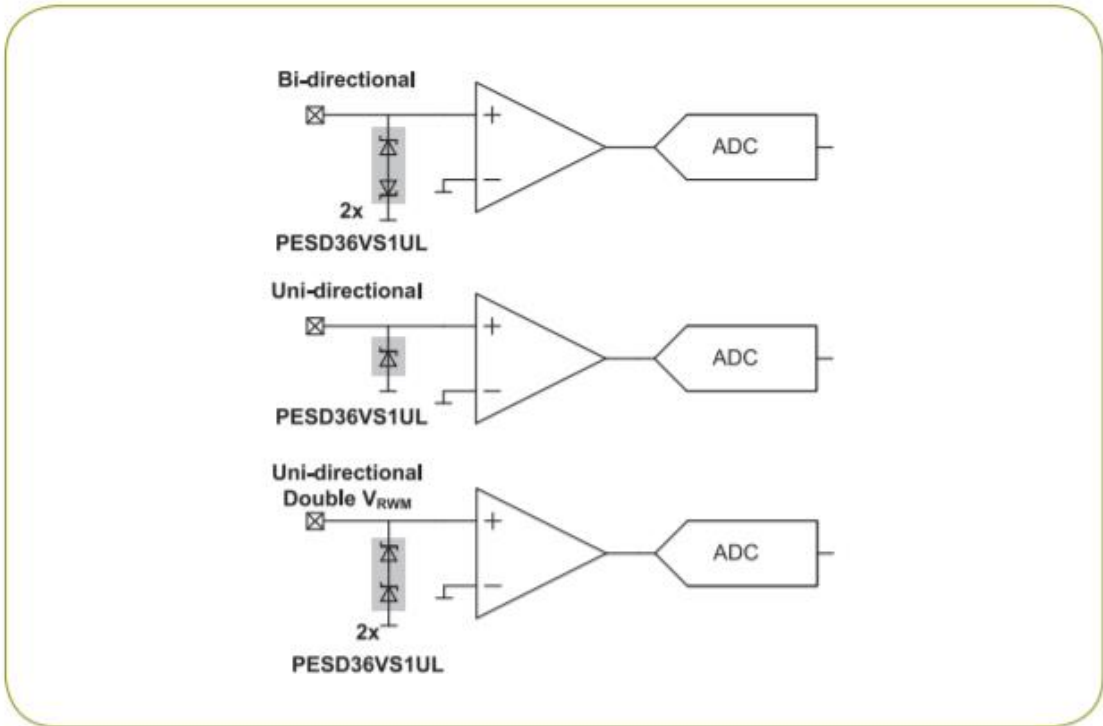 Bi-directional
+
−
ADC
2x
PESD36VS1UL
Uni-directional
+
−
ADC
PESD36VS1UL
Uni-directional
Double VRWM
+
−
ADC
2x
PESD36VS1UL